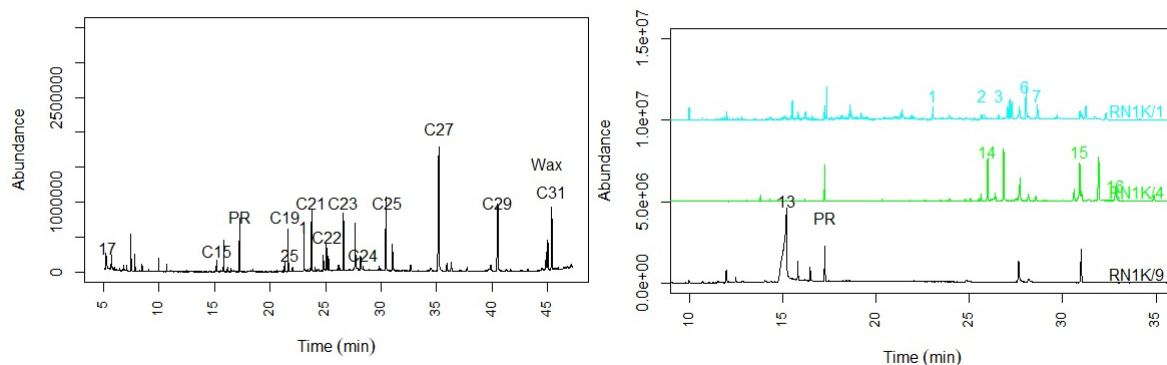 Abundance
2500000
1000000
0
C27
Wax
C31
PR
C19
C21
C23
C25
C29
C22
C15
25
C24
17
5
10
15
20
25
30
35
40
45
Time (min)
Abundance
1.5e+07
1.0e+07
5.0e+06
0.0e+00
1
2
3
6
7
RN1K/1
14
15
16
RN1K/4
13
PR
RN1K/9
10
15
20
25
30
35
Time (min)